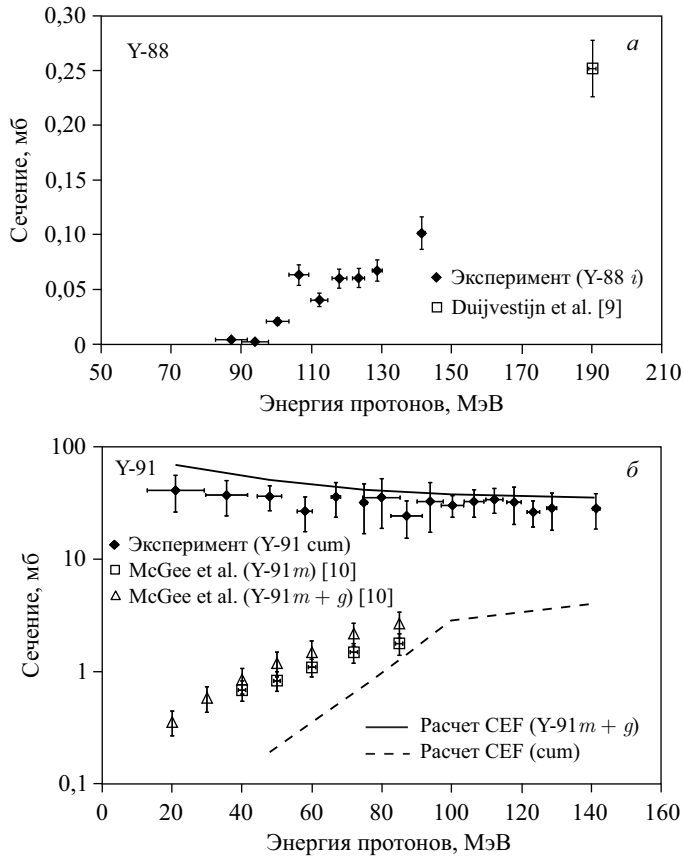 0,30
Y-88
а
0,25
0,20
0,15
0,10
0,05
0
Сечение, мб
Эксперимент (Y-88 i)
Duijvestijn et al. [9]
50 70 90 110 130 150 170 190 210
Энергия протонов, МэВ
100
Y-91
б
10
1
0,1
Сечение, мб
Эксперимент (Y-91 cum)
McGee et al. (Y-91m) [10]
McGee et al. (Y-91m + g) [10]
Расчет CEF (Y-91m + g)
Расчет CEF (cum)
0 20 40 60 80 100 120 140 160
Энергия протонов, МэВ